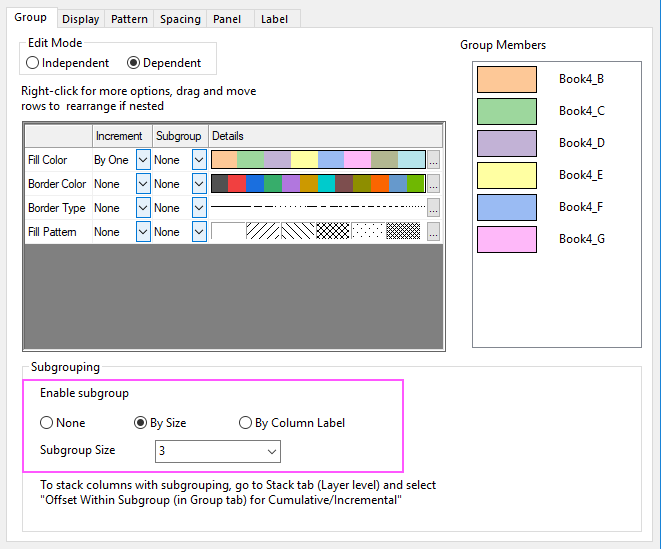 Group Display Pattern Spacing Panel Label
Edit Mode
Independent Dependent
Right-click for more options, drag and move
rows to rearrange if nested
Increment Subgroup Details
Fill Color By One None ...
Border Color None None ...
Border Type None None ...
Fill Pattern None None ...
Group Members
Book4_B
Book4_C
Book4_D
Book4_E
Book4_F
Book4_G
Subgrouping
Enable subgroup
None By Size By Column Label
Subgroup Size 3
To stack columns with subgrouping, go to Stack tab (Layer level) and select
"Offset Within Subgroup (in Group tab) for Cumulative/Incremental"